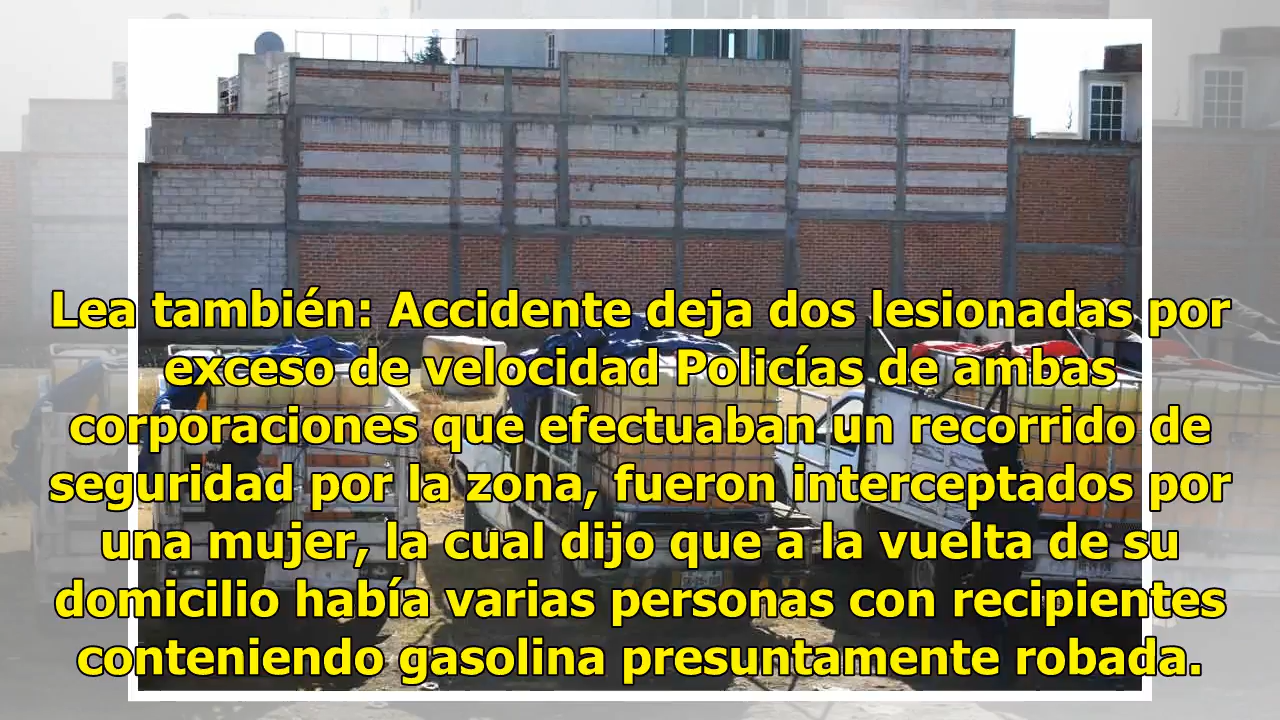 Lea también: Accidente deja dos lesionadas por
exceso de velocidad Policías de ambas
corporaciones que efectuaban un recorrido de
seguridad por la zona, fueron interceptados por
una mujer, la cual dijo que a la vuelta de su
domicilio había varias personas con recipientes
conteniendo gasolina presuntamente robada.